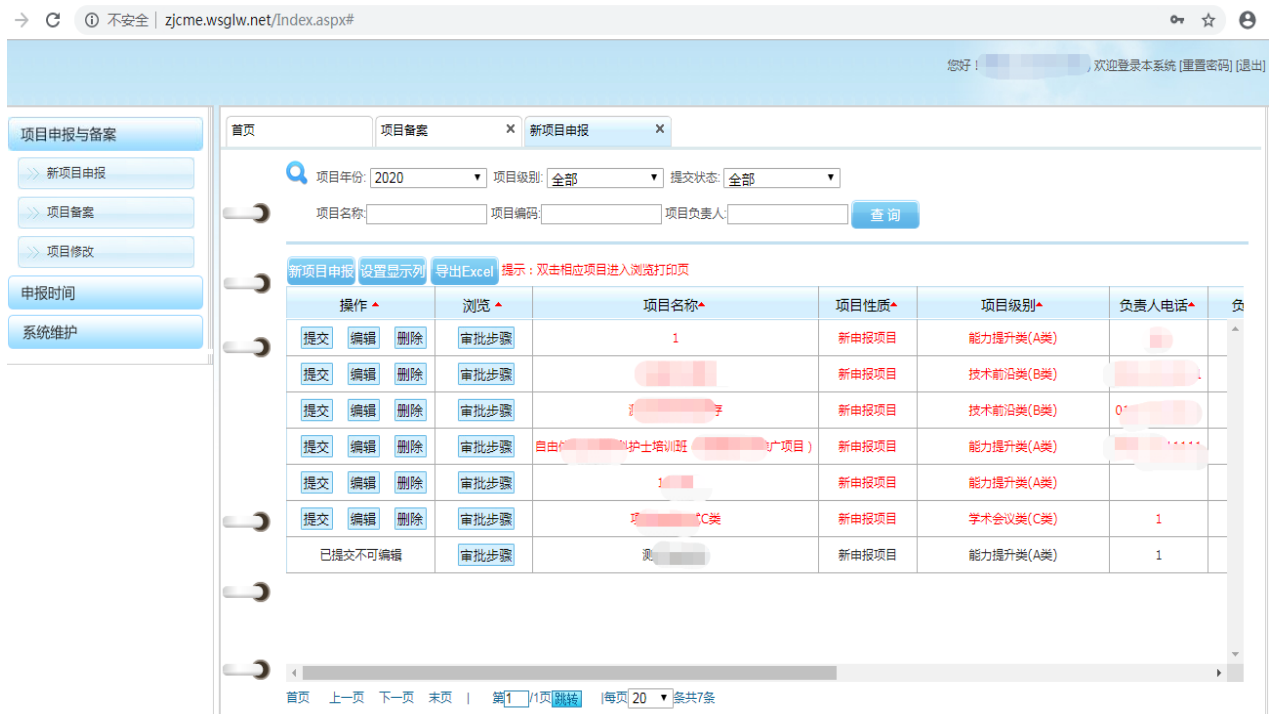 不安全 | zjcme.wsglw.net/Index.aspx#
您好！ 欢迎登录本系统 [重置密码] [退出]
项目申报与备案
新项目申报
项目备案
项目修改
申报时间
系统维护
首页 项目备案 新项目申报
项目年份: 2020 项目级别: 全部 提交状态: 全部
项目名称: 项目编码: 项目负责人: 查询
新项目申报 设置显示列 导出Excel 提示：双击相应项目进入浏览打印页
操作 浏览 项目名称 项目性质 项目级别 负责人电话 负
提交 编辑 删除 审批步骤 1 新申报项目 能力提升类(A类)
提交 编辑 删除 审批步骤 新申报项目 技术前沿类(B类)
提交 编辑 删除 审批步骤 新申报项目 技术前沿类(B类) 01
提交 编辑 删除 审批步骤 自由 护士培训班 广项目） 新申报项目 能力提升类(A类) 11111
提交 编辑 删除 审批步骤 1 新申报项目 能力提升类(A类)
提交 编辑 删除 审批步骤 项 C类 新申报项目 学术会议类(C类) 1
已提交不可编辑 审批步骤 测 新申报项目 能力提升类(A类) 1
首页 上一页 下一页 末页 | 第1/1页 跳转 |每页 20 条共7条